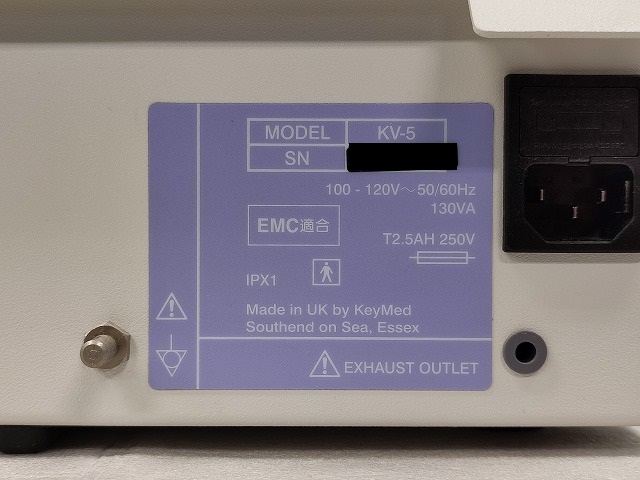 MODEL KV-5
SN
100 - 120V～50/60Hz
130VA
EMC適合
T2.5AH 250V
IPX1
Made in UK by KeyMed
Southend on Sea, Essex
EXHAUST OUTLET